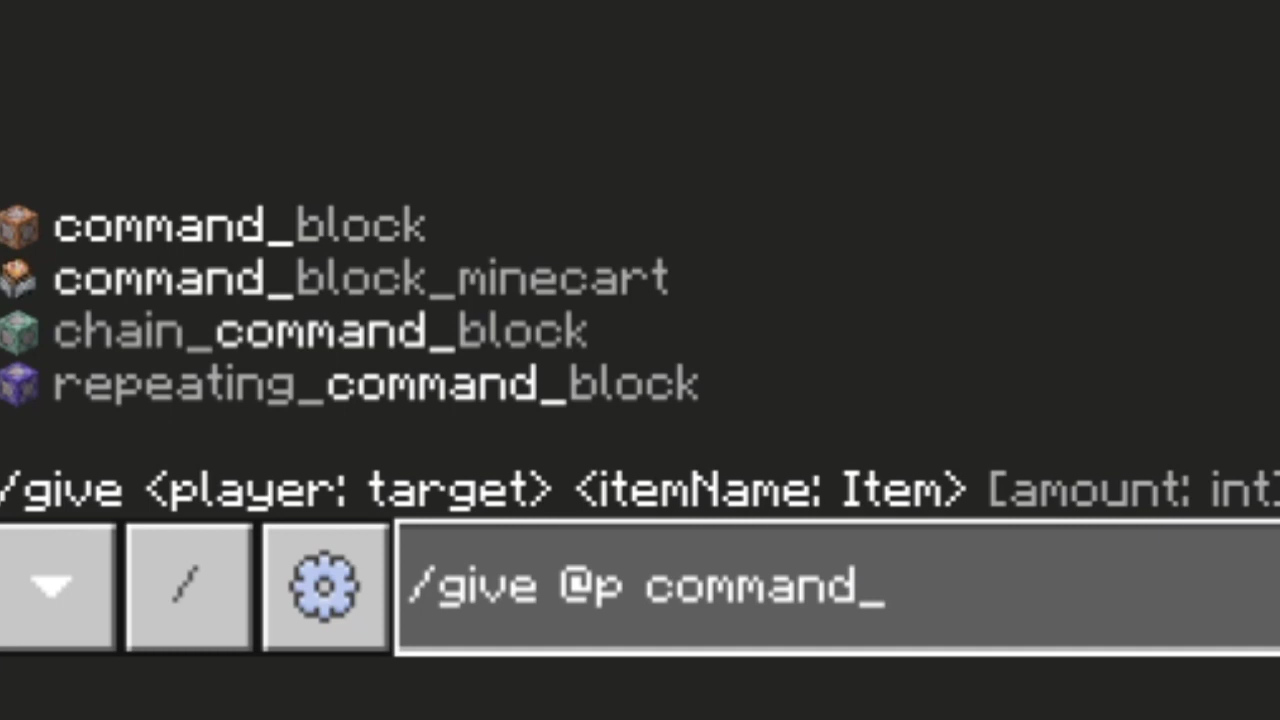 command_block
command_block_minecart
chain_command_block
repeating_command_block
/give <player: target> <itemName: Item> [amount: int]
/
/give @p command_